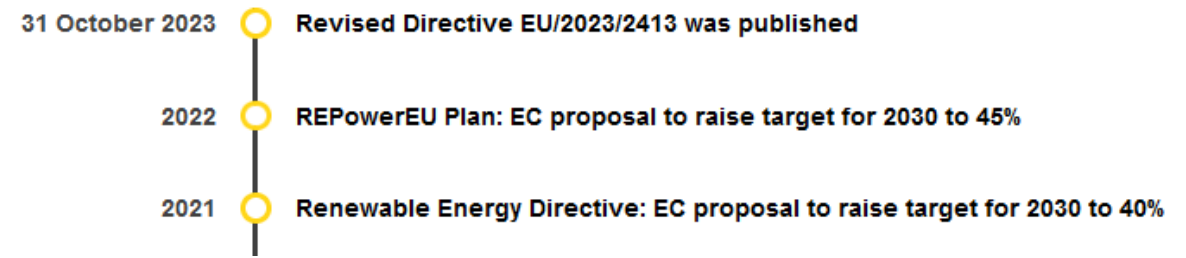 31 October 2023 Revised Directive EU/2023/2413 was published
2022 REPowerEU Plan: EC proposal to raise target for 2030 to 45%
2021 Renewable Energy Directive: EC proposal to raise target for 2030 to 40%